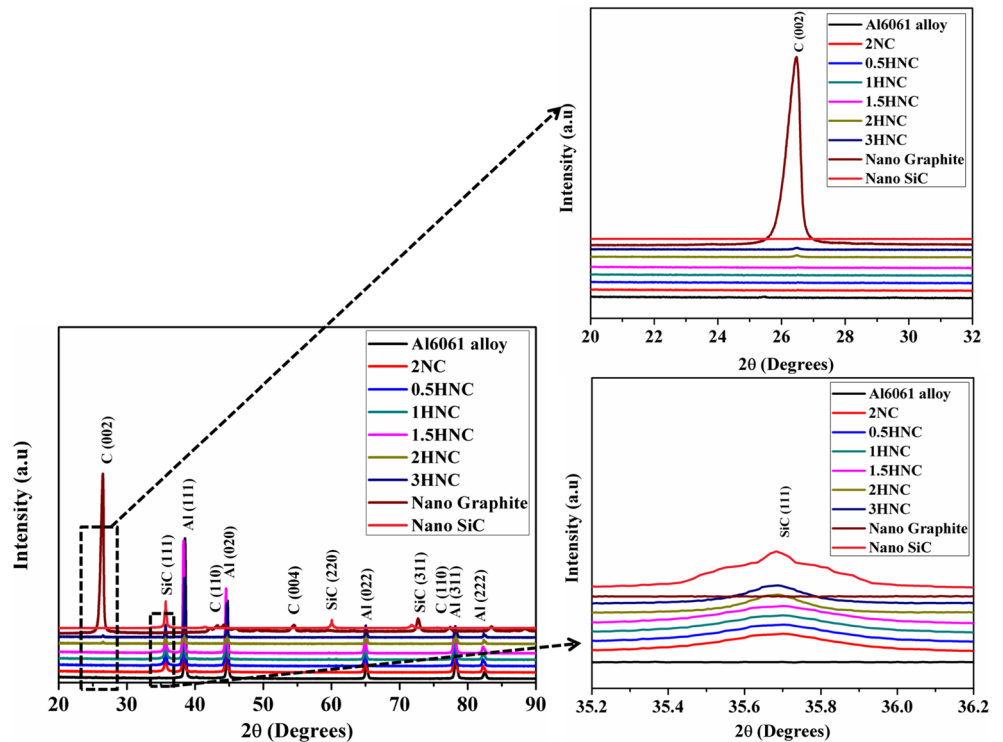 C (002)
Al6061 alloy
2NC
0.5HNC
1HNC
1.5HNC
2HNC
3HNC
Nano Graphite
Nano SiC
Intensity (a.u)
20 22 24 26 28 30 32
2θ (Degrees)
Al6061 alloy
2NC
0.5HNC
1HNC
1.5HNC
2HNC
3HNC
Nano Graphite
Nano SiC
Intensity (a.u)
C (002)
SiC (111)
Al (111)
C (110)
Al (020)
C (004)
SiC (220)
Al (022)
SiC (311)
C (110)
Al (311)
Al (222)
20 30 40 50 60 70 80 90
2θ (Degrees)
Al6061 alloy
2NC
0.5HNC
1HNC
1.5HNC
2HNC
3HNC
Nano Graphite
Nano SiC
SiC (111)
Intensity (a.u)
35.2 35.4 35.6 35.8 36.0 36.2
2θ (Degrees)